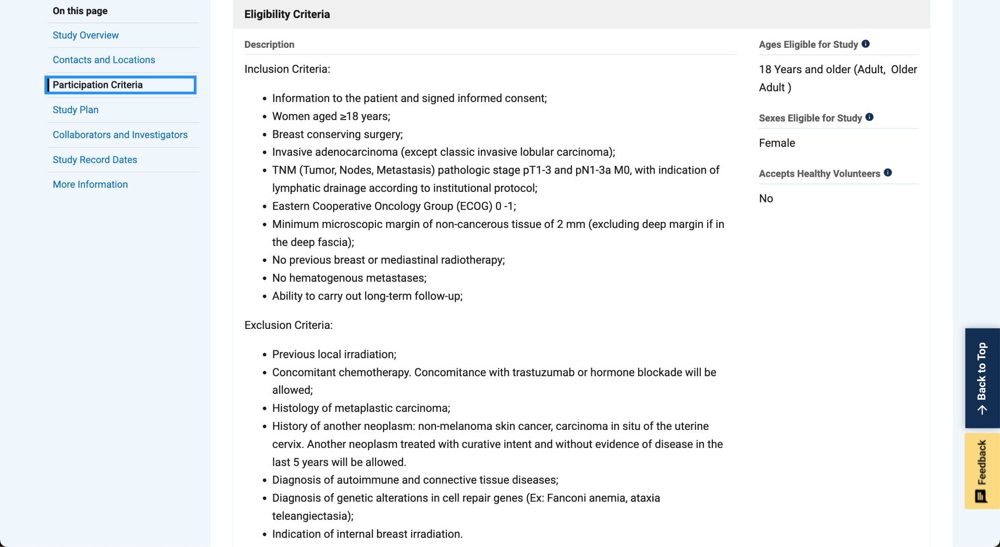 On this page
Study Overview
Contacts and Locations
Participation Criteria
Study Plan
Collaborators and Investigators
Study Record Dates
More Information
Eligibility Criteria
Description
Inclusion Criteria:
• Information to the patient and signed informed consent;
• Women aged ≥18 years;
• Breast conserving surgery;
• Invasive adenocarcinoma (except classic invasive lobular carcinoma);
• TNM (Tumor, Nodes, Metastasis) pathologic stage pT1-3 and pN1-3a M0, with indication of
lymphatic drainage according to institutional protocol;
• Eastern Cooperative Oncology Group (ECOG) 0 -1;
• Minimum microscopic margin of non-cancerous tissue of 2 mm (excluding deep margin if in
the deep fascia);
• No previous breast or mediastinal radiotherapy;
• No hematogenous metastases;
• Ability to carry out long-term follow-up;
Exclusion Criteria:
• Previous local irradiation;
• Concomitant chemotherapy. Concomitance with trastuzumab or hormone blockade will be
allowed;
• Histology of metaplastic carcinoma;
• History of another neoplasm: non-melanoma skin cancer, carcinoma in situ of the uterine
cervix. Another neoplasm treated with curative intent and without evidence of disease in the
last 5 years will be allowed.
• Diagnosis of autoimmune and connective tissue diseases;
• Diagnosis of genetic alterations in cell repair genes (Ex: Fanconi anemia, ataxia
teleangiectasia);
• Indication of internal breast irradiation.
Ages Eligible for Study
18 Years and older (Adult, Older
Adult )
Sexes Eligible for Study
Female
Accepts Healthy Volunteers
No
Back to Top
Feedback